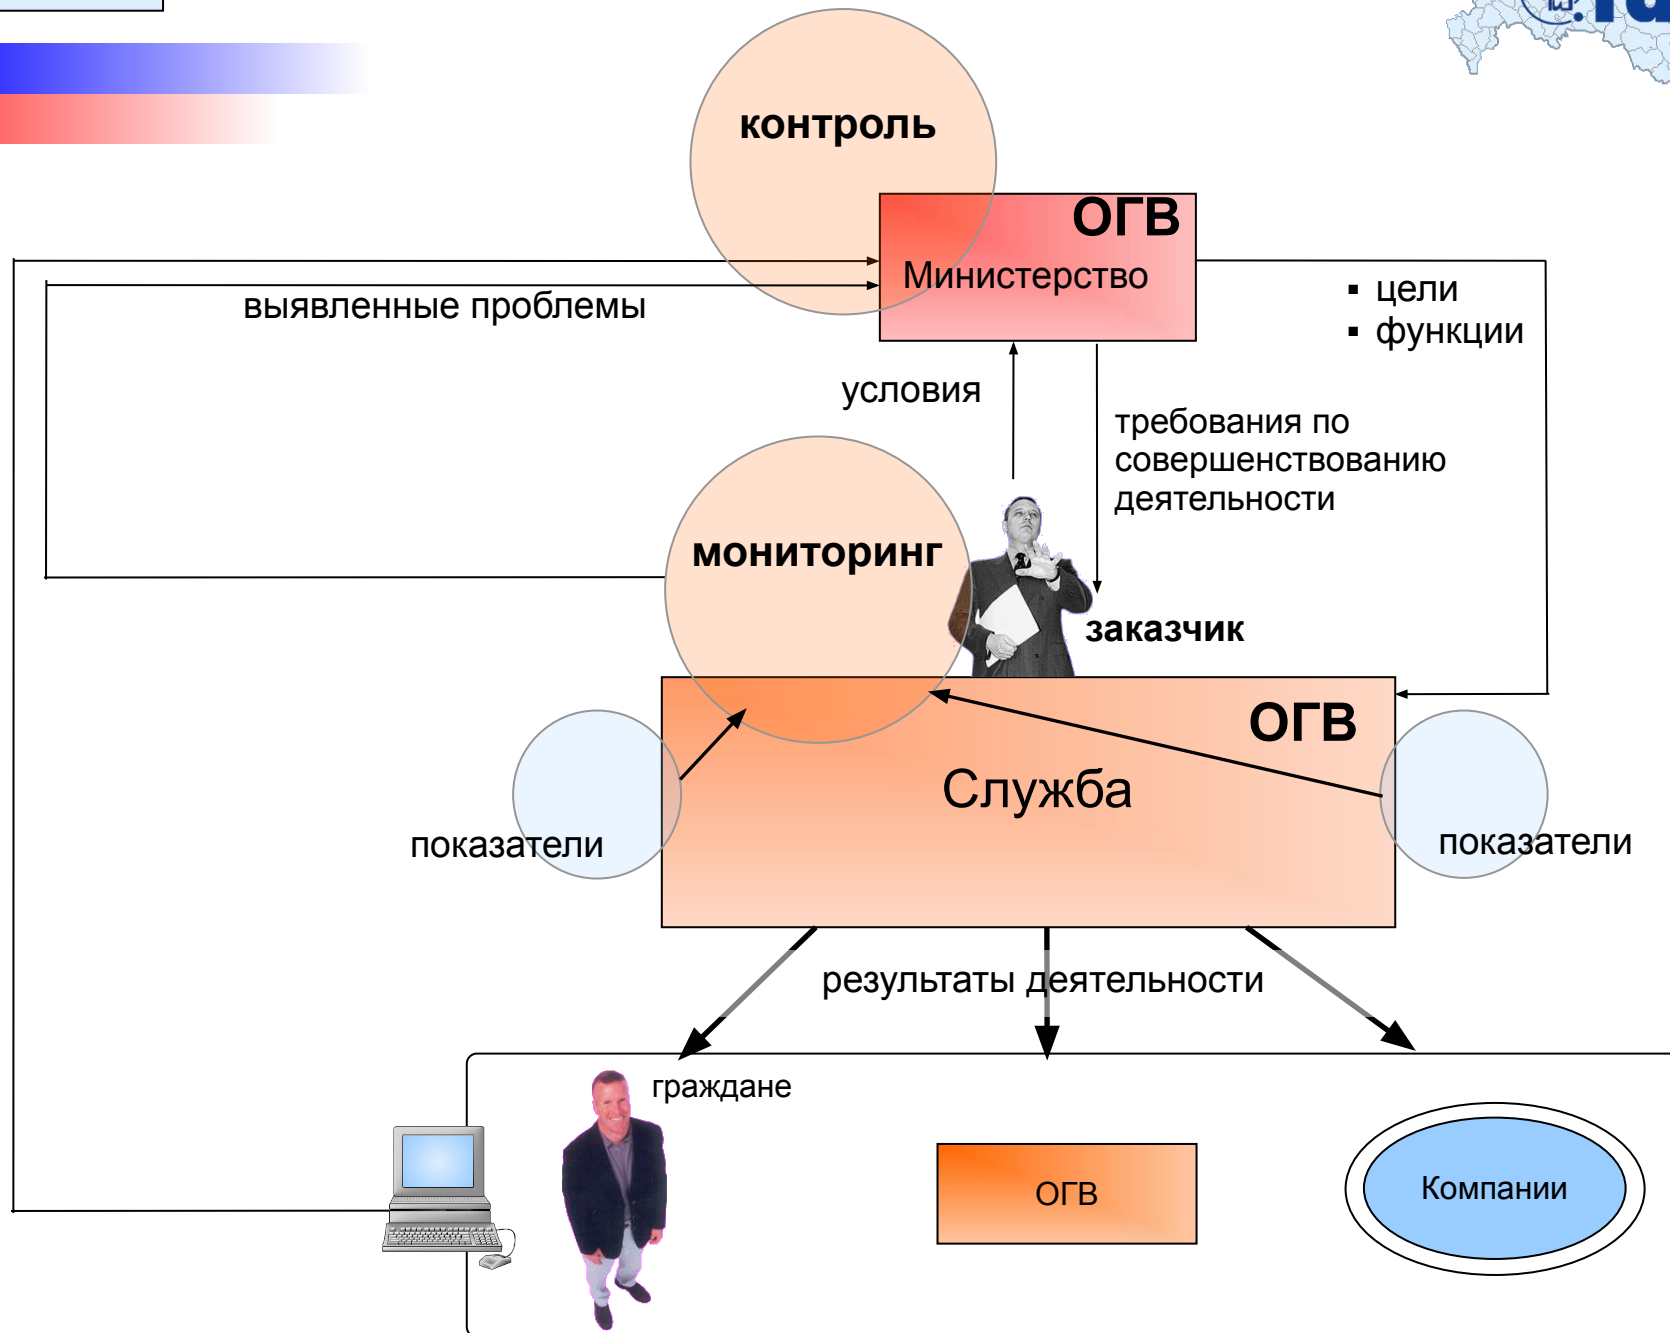 контроль
ОГВ
Министерство
выявленные проблемы
▪ цели
▪ функции
условия
требования по
совершенствованию
деятельности
мониторинг
заказчик
ОГВ
Служба
показатели
показатели
результаты деятельности
граждане
ОГВ
Компании